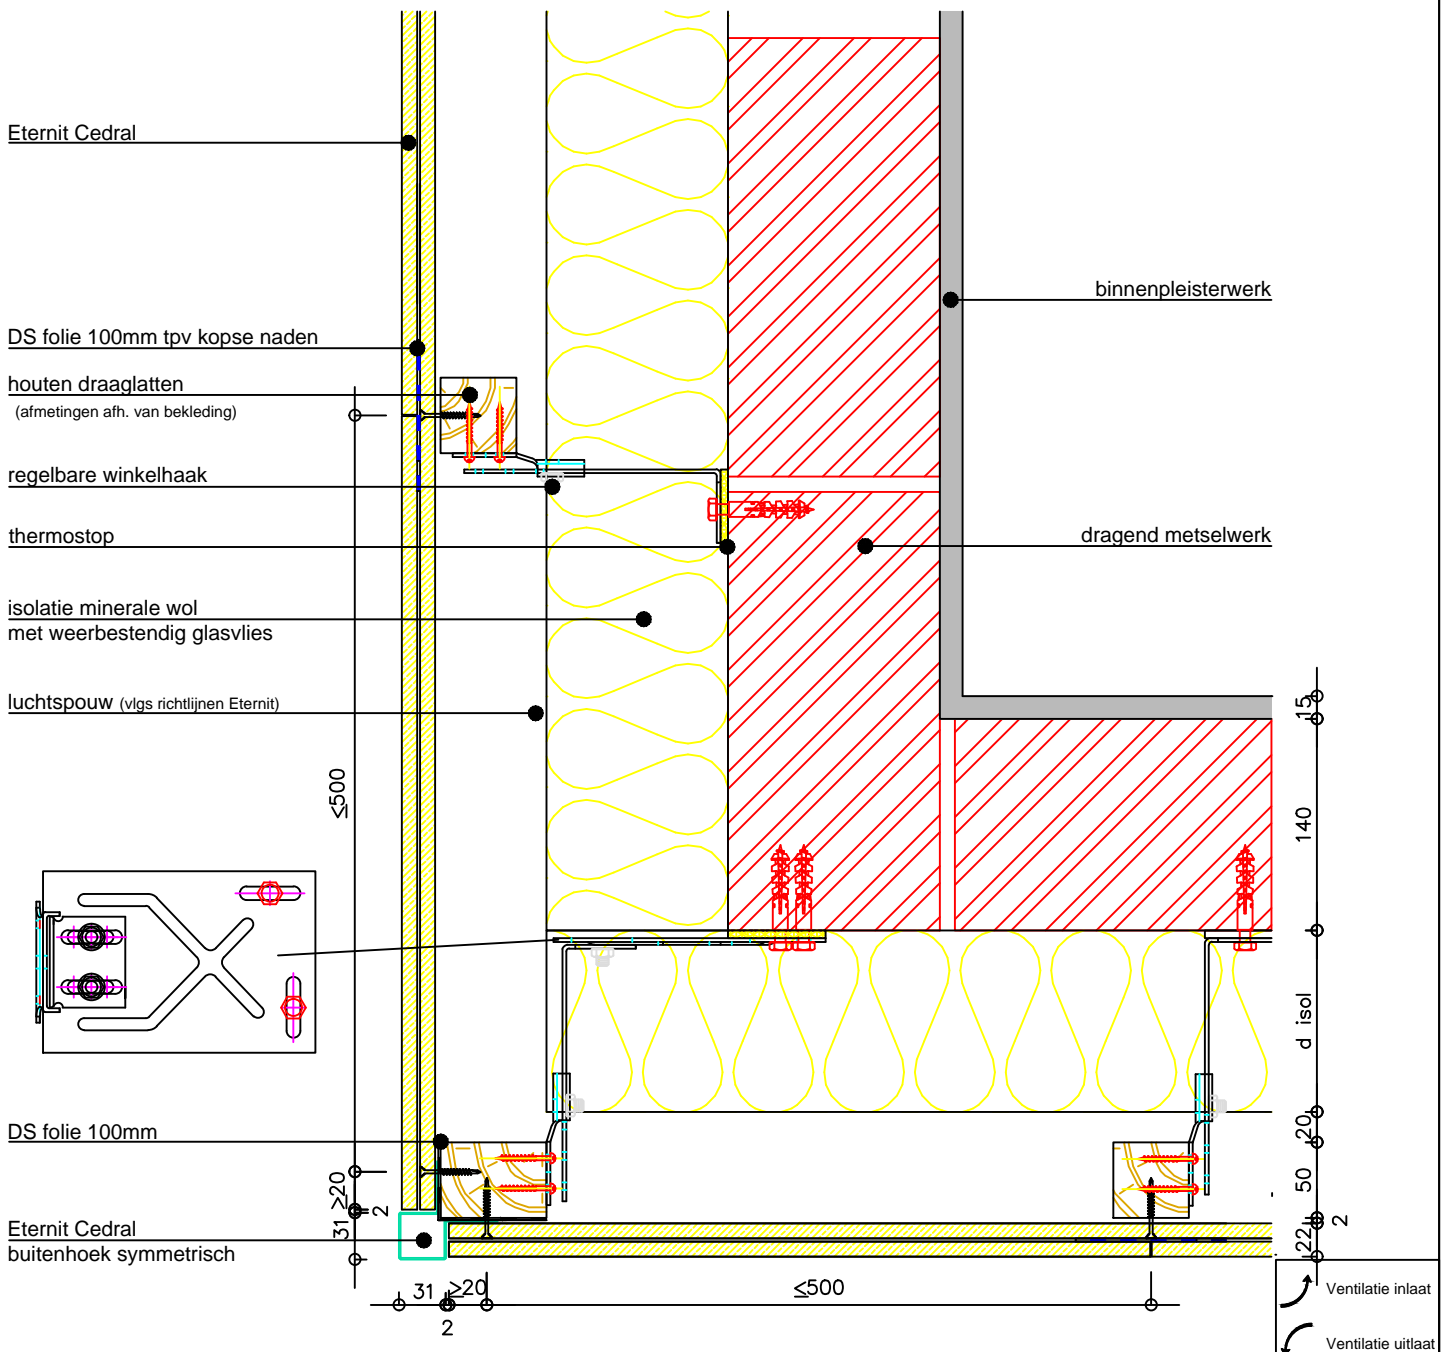 Eternit Cedral
binnenpleisterwerk
DS folie 100mm tpv kopse naden
houten draaglatten
(afmetingen afh. van bekleding)
regelbare winkelhaak
thermostop
dragend metselwerk
isolatie minerale wol
met weerbestendig glasvlies
luchtspouw (vlgs richtlijnen Eternit)
15
≤500
140
d isol
DS folie 100mm
20
50
≥20
2
31
2
22
Eternit Cedral
buitenhoek symmetrisch
31
≥20
≤500
2
Ventilatie inlaat
Ventilatie uitlaat